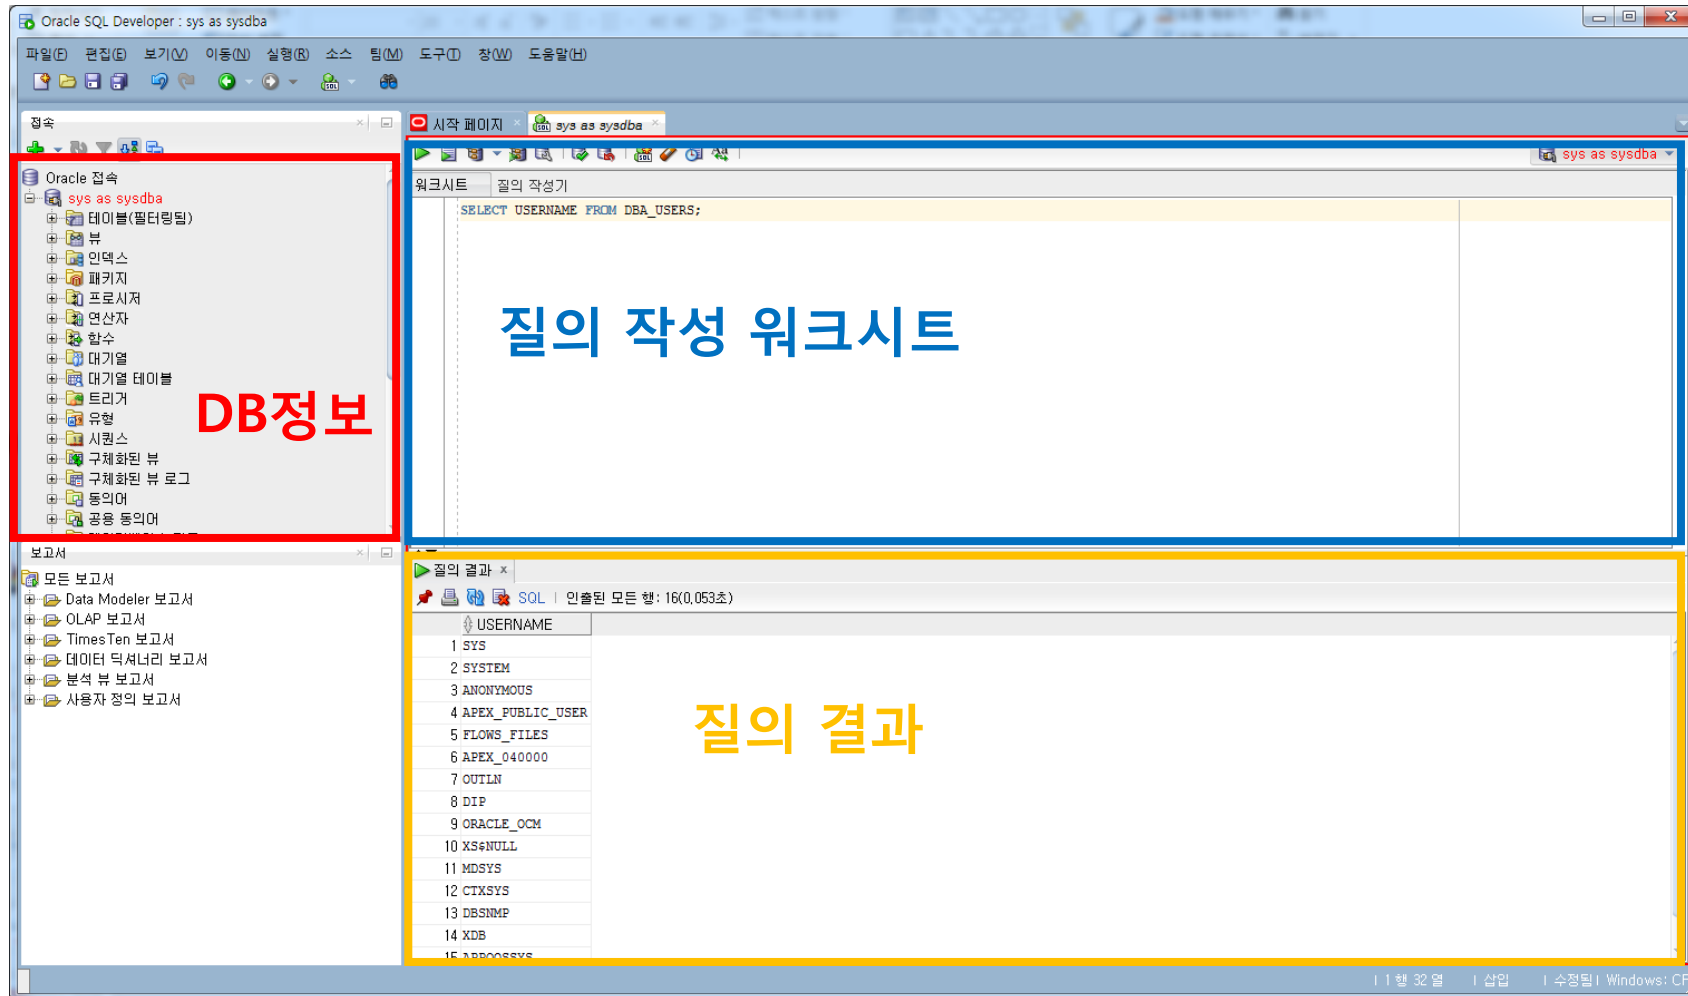 Oracle SQL Developer : sys as sysdba
파일(F) 편집(E) 보기(V) 이동(N) 실행(R) 소스 팀(M) 도구(T) 창(W) 도움말(H)
접속
Oracle 접속
sys as sysdba
테이블(필터링됨)
뷰
인덱스
패키지
프로시저
연산자
함수
대기열
대기열 테이블
트리거
유형
시퀀스
구체화된 뷰
구체화된 뷰 로그
동의어
공용 동의어
DB정보
보고서
모든 보고서
Data Modeler 보고서
OLAP 보고서
TimesTen 보고서
데이터 딕셔너리 보고서
분석 뷰 보고서
사용자 정의 보고서
시작 페이지 sys as sysdba
sys as sysdba
워크시트 질의 작성기
SELECT USERNAME FROM DBA_USERS;
질의 작성 워크시트
질의 결과
SQL 인출된 모든 행: 16(0,053초)
USERNAME
1 SYS
2 SYSTEM
3 ANONYMOUS
4 APEX_PUBLIC_USER
5 FLOWS_FILES
6 APEX_040000
7 OUTLN
8 DIP
9 ORACLE_OCM
10 XS$NULL
11 MDSYS
12 CTXSYS
13 DBSNMP
14 XDB
15
질의 결과
1 행 32 열 삽입 수정됨 Windows: CF